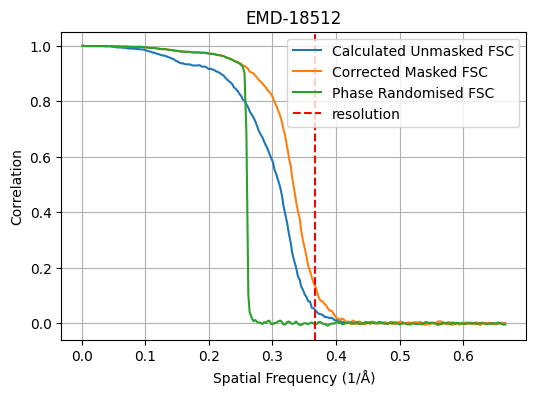 EMD-18512
Calculated Unmasked FSC
Corrected Masked FSC
Phase Randomised FSC
resolution
Correlation
1.0
0.8
0.6
0.4
0.2
0.0
0.0 0.1 0.2 0.3 0.4 0.5 0.6
Spatial Frequency (1/Å)